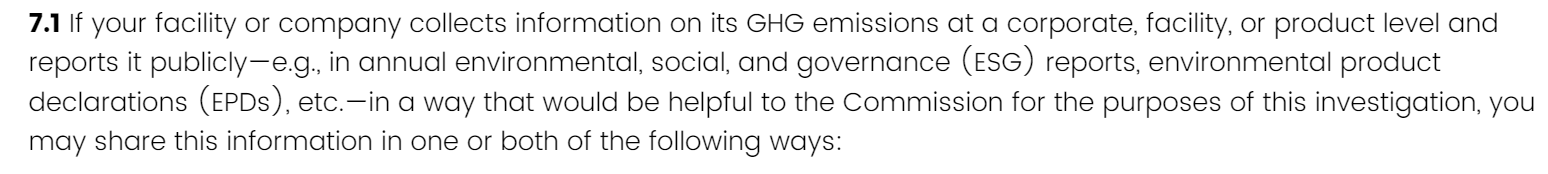 7.1 If your facility or company collects information on its GHG emissions at a corporate, facility, or product level and
reports it publicly—e.g., in annual environmental, social, and governance (ESG) reports, environmental product
declarations (EPDs), etc.—in a way that would be helpful to the Commission for the purposes of this investigation, you
may share this information in one or both of the following ways: